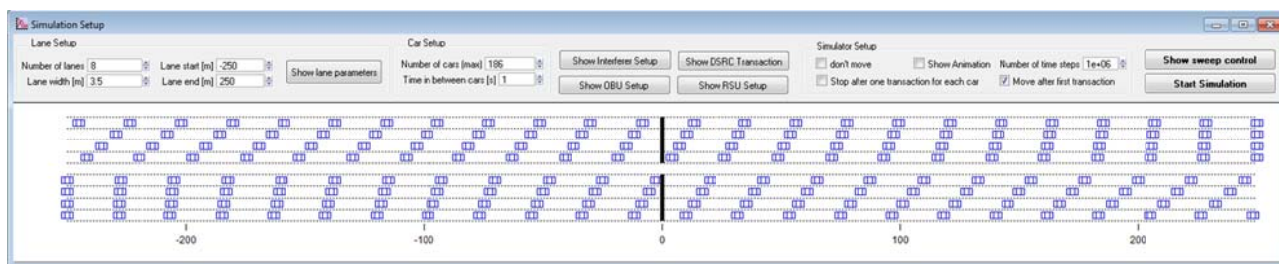 Simulation Setup
Lane Setup
Number of lanes 8
Lane width [m] 3.5
Lane start [m] -250
Lane end [m] 250
Show lane parameters
Car Setup
Number of cars (max) 186
Time in between cars [s] 1
Show Interferer Setup
Show DSRC Transaction
Show OBU Setup
Show RSU Setup
Simulator Setup
don't move
Show Animation
Number of time steps 1e+06
Stop after one transaction for each car
Move after first transaction
Show sweep control
Start Simulation
-200 -100 0 100 200